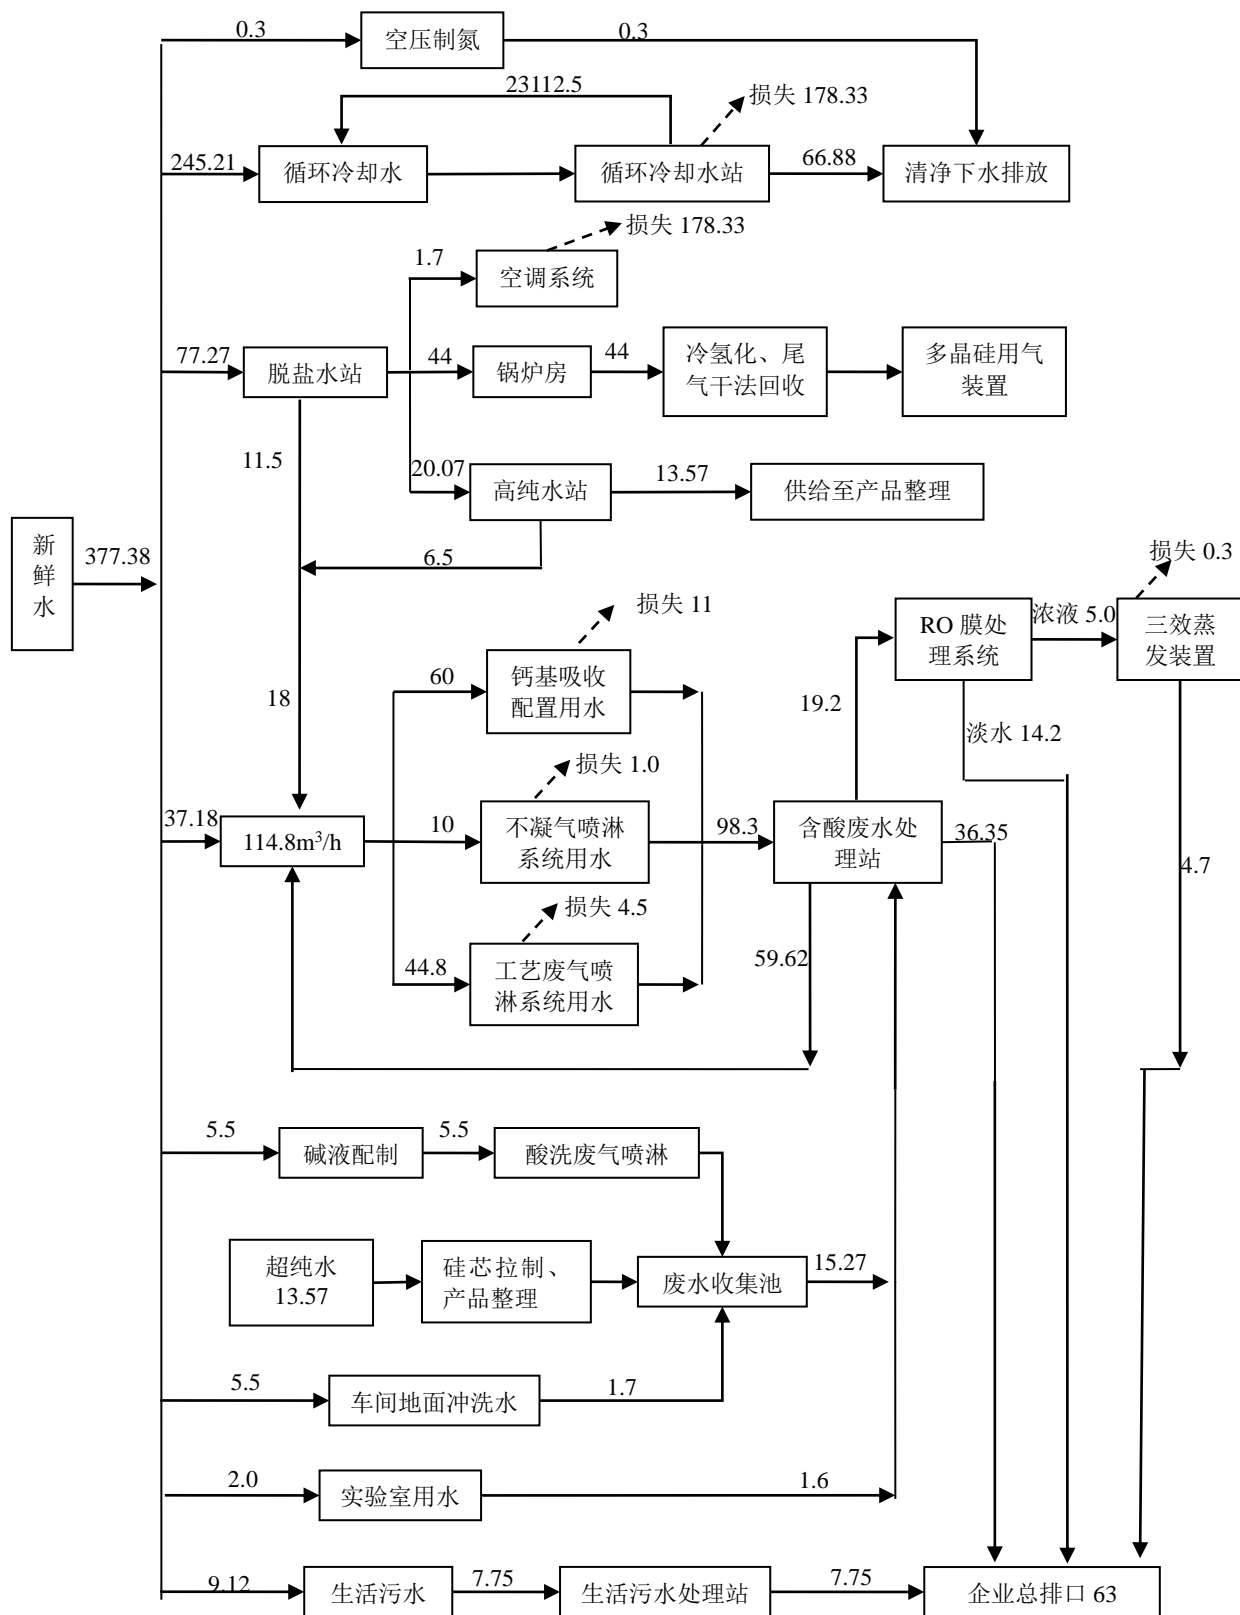 0.3
空压制氮
0.3
23112.5
损失 178.33
245.21
循环冷却水
循环冷却水站
66.88
清净下水排放
损失 178.33
1.7
空调系统
77.27
脱盐水站
44
锅炉房
44
冷氢化、尾
气干法回收
多晶硅用气
装置
11.5
20.07
高纯水站
13.57
供给至产品整理
新
鲜
水
377.38
6.5
损失 0.3
损失 11
RO 膜处
理系统
浓液 5.0
三效蒸
发装置
60
钙基吸收
配置用水
18
19.2
淡水 14.2
损失 1.0
37.18
114.8m³/h
10
不凝气喷淋
系统用水
98.3
含酸废水处
理站
36.35
4.7
损失 4.5
44.8
工艺废气喷
淋系统用水
59.62
5.5
碱液配制
5.5
酸洗废气喷淋
超纯水
13.57
硅芯拉制、
产品整理
废水收集池
15.27
5.5
车间地面冲洗水
1.7
2.0
实验室用水
1.6
9.12
生活污水
7.75
生活污水处理站
7.75
企业总排口 63